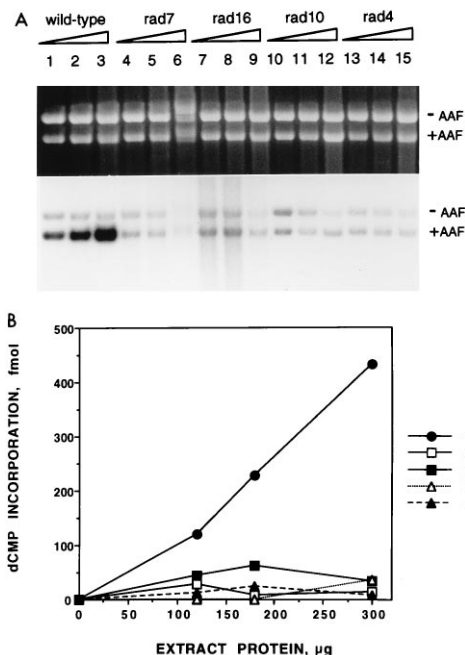 A
wild-type rad7 rad16 rad10 rad4
1 2 3 4 5 6 7 8 9 10 11 12 13 14 15
- AAF
+AAF
- AAF
+AAF
B
dCMP INCORPORATION, fmol
500
400
300
200
100
0
0 50 100 150 200 250 300
EXTRACT PROTEIN, µg